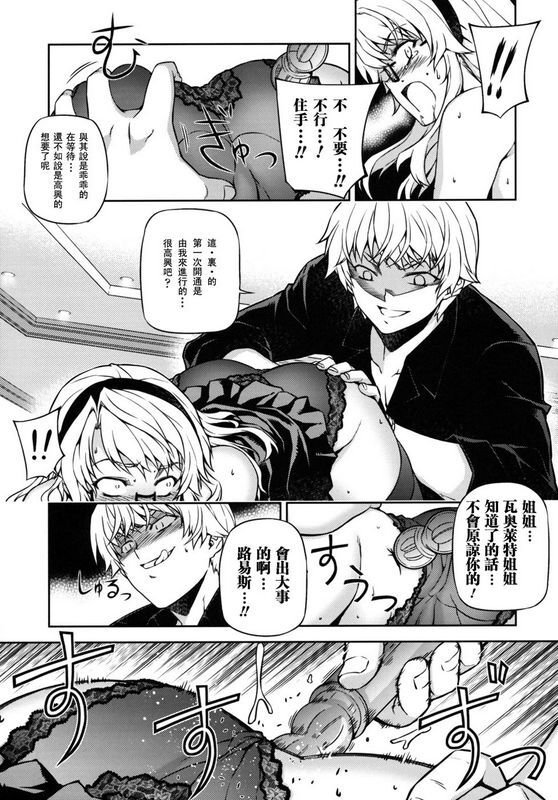 !!
不 不要⋯
不行⋯！
住手⋯!!
む
ぎゅ
うっ
與其說是乖乖的
在等待⋯
還不如說是高興的
想要了呢
這・裏・的
第一次開通是
由我來進行的⋯
很高興吧？
!!
姐姐⋯
瓦奥萊特姐姐
知道了的話⋯
不會原諒你的！
會出大事
的啊⋯
路易斯⋯!!
しゅるっ
ずっ
ず
ず